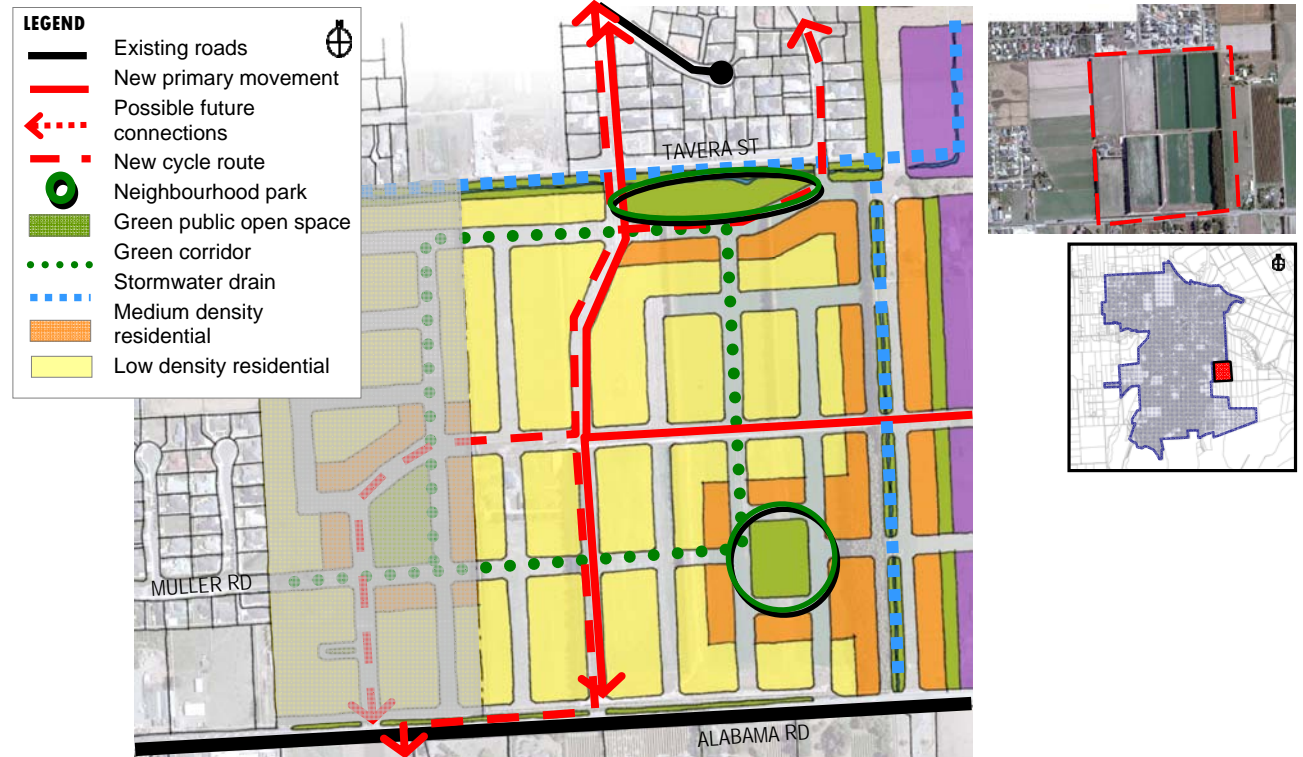 LEGEND
Existing roads
New primary movement
Possible future
connections
New cycle route
Neighbourhood park
Green public open space
Green corridor
Stormwater drain
Medium density
residential
Low density residential
TAVERA ST
MULLER RD
ALABAMA RD